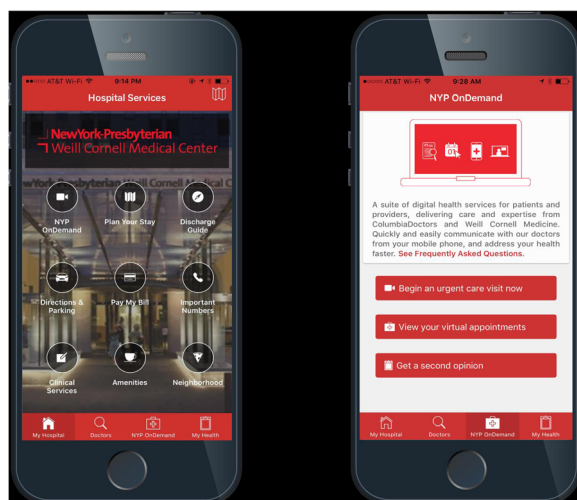 AT&T Wi-Fi 9:14 PM
Hospital Services
NewYork-Presbyterian
Weill Cornell Medical Center
NYP
OnDemand
Plan Your Stay
Discharge
Guide
Directions &
Parking
Pay My Bill
Important
Numbers
Clinical
Services
Amenities
Neighborhood
My Hospital
Doctors
NYP OnDemand
My Health
AT&T Wi-Fi 9:28 AM
NYP OnDemand
A suite of digital health services for patients and
providers, delivering care and expertise from
ColumbiaDoctors and Weill Cornell Medicine.
Quickly and easily communicate with our doctors
from your mobile phone, and address your health
faster. See Frequently Asked Questions.
Begin an urgent care visit now
View your virtual appointments
Get a second opinion
My Hospital
Doctors
NYP OnDemand
My Health